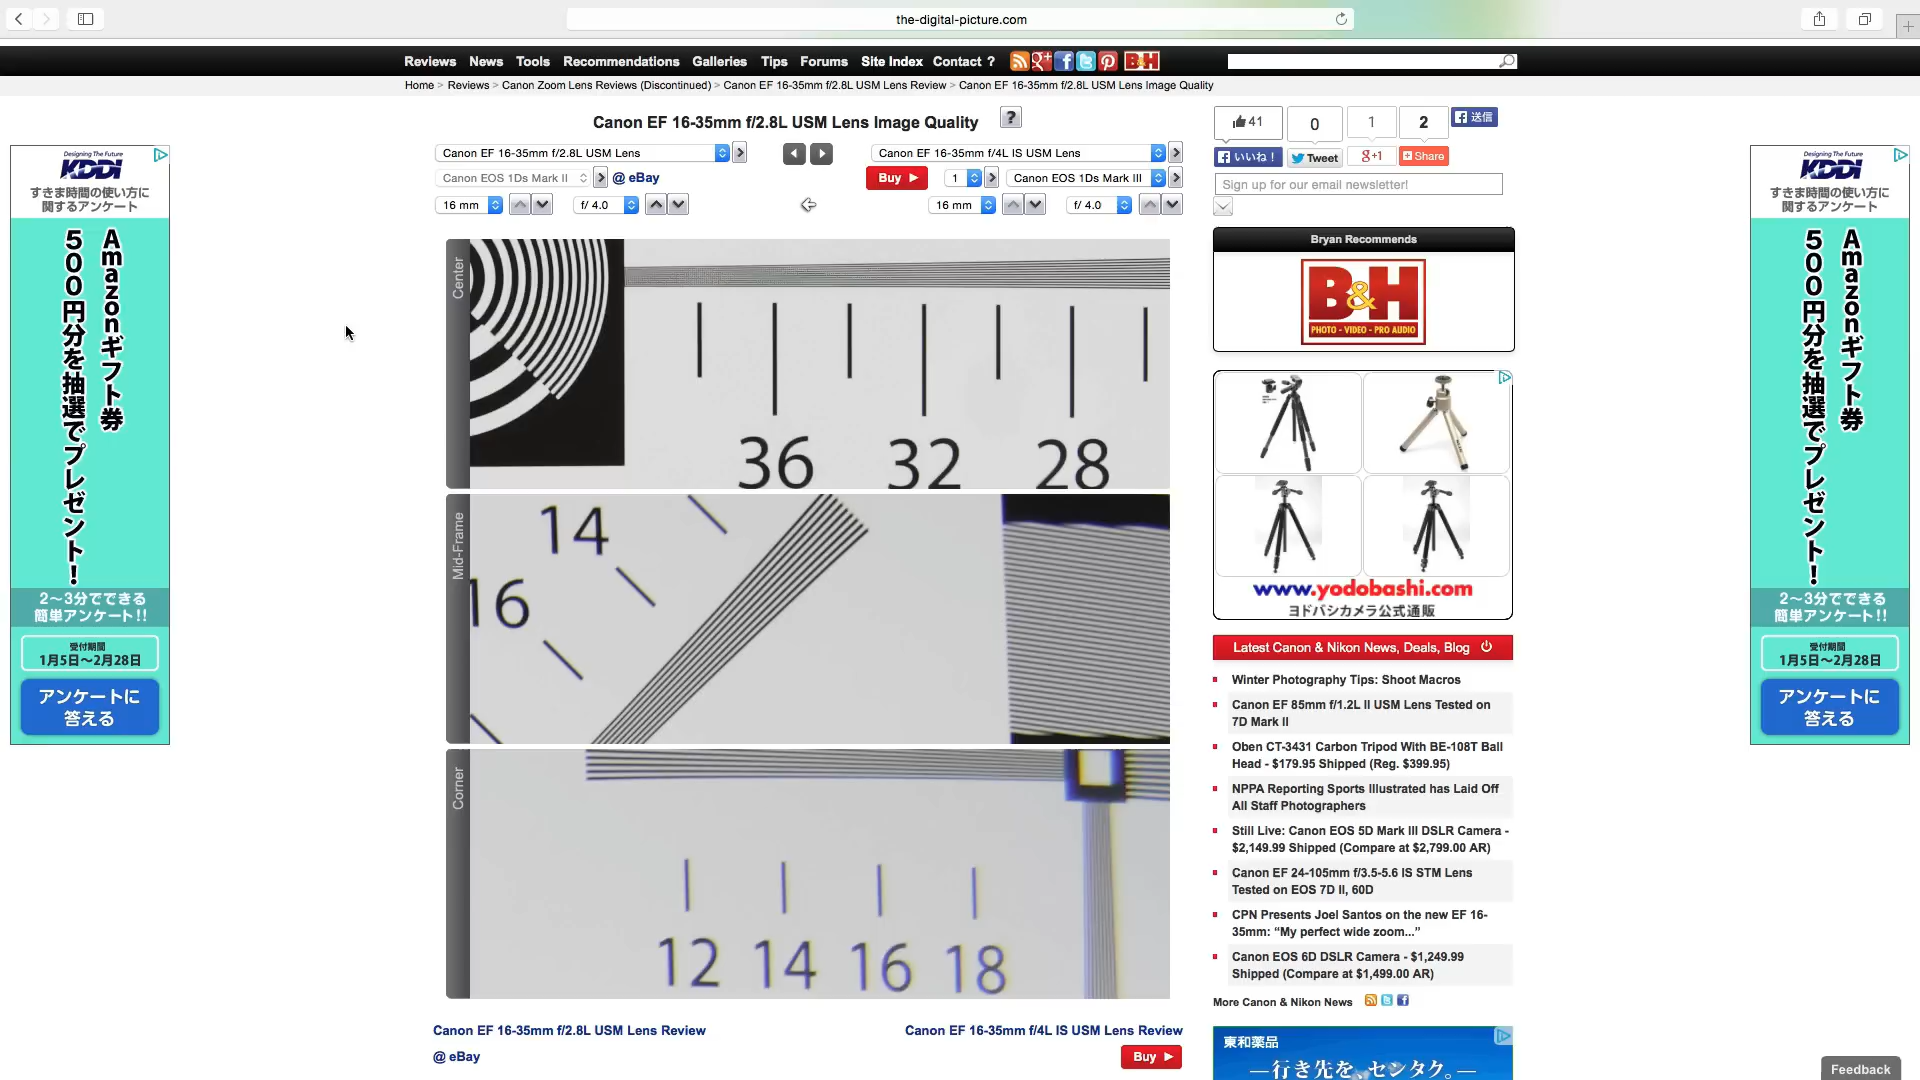 the-digital-picture.com
Reviews News Tools Recommendations Galleries Tips Forums Site Index Contact ?
B&H
Home > Reviews > Canon Zoom Lens Reviews (Discontinued) > Canon EF 16-35mm f/2.8L USM Lens Review > Canon EF 16-35mm f/2.8L USM Lens Image Quality
Canon EF 16-35mm f/2.8L USM Lens Image Quality ?
Canon EF 16-35mm f/2.8L USM Lens
Canon EOS 1Ds Mark II @ eBay
16 mm f/ 4.0
Canon EF 16-35mm f/4L IS USM Lens
Buy 1 Canon EOS 1Ds Mark III
16 mm f/ 4.0
Center
36 32 28
Mid-Frame
14
16
Corner
12 14 16 18
Canon EF 16-35mm f/2.8L USM Lens Review
@ eBay
Canon EF 16-35mm f/4L IS USM Lens Review
Buy
41 0 1 2 送信
いいね！ Tweet g+1 Share
Sign up for our email newsletter!
Bryan Recommends
B&H
PHOTO - VIDEO - PRO AUDIO
www.yodobashi.com
ヨドバシカメラ公式通販
Latest Canon & Nikon News, Deals, Blog
Winter Photography Tips: Shoot Macros
Canon EF 85mm f/1.2L II USM Lens Tested on
7D Mark II
Oben CT-3431 Carbon Tripod With BE-108T Ball
Head - $179.95 Shipped (Reg. $399.95)
NPPA Reporting Sports Illustrated has Laid Off
All Staff Photographers
Still Live: Canon EOS 5D Mark III DSLR Camera -
$2,149.99 Shipped (Compare at $2,799.00 AR)
Canon EF 24-105mm f/3.5-5.6 IS STM Lens
Tested on EOS 7D II, 60D
CPN Presents Joel Santos on the new EF 16-
35mm: “My perfect wide zoom...”
Canon EOS 6D DSLR Camera - $1,249.99
Shipped (Compare at $1,499.00 AR)
More Canon & Nikon News
東和薬品
—行き先を、センタク。—
Feedback
Designing The Future
KDDI
すきま時間の使い方に
関するアンケート
Amazonギフト券
500円分を抽選でプレゼント！
2〜3分でできる
簡単アンケート!!
受付期間
1月5日〜2月28日
アンケートに
答える
Designing The Future
KDDI
すきま時間の使い方に
関するアンケート
Amazonギフト券
500円分を抽選でプレゼント！
2〜3分でできる
簡単アンケート!!
受付期間
1月5日〜2月28日
アンケートに
答える